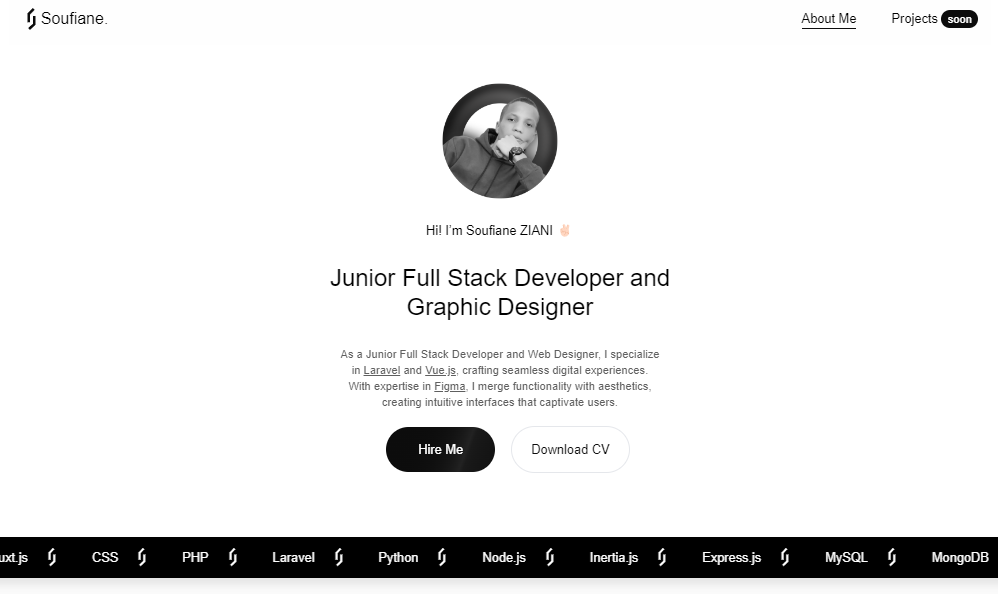 Soufiane.
About Me
Projects soon
Hi! I'm Soufiane ZIANI ✌🏻
Junior Full Stack Developer and
Graphic Designer
As a Junior Full Stack Developer and Web Designer, I specialize
in Laravel and Vue.js, crafting seamless digital experiences.
With expertise in Figma, I merge functionality with aesthetics,
creating intuitive interfaces that captivate users.
Hire Me
Download CV
uxt.js CSS PHP Laravel Python Node.js Inertia.js Express.js MySQL MongoDB